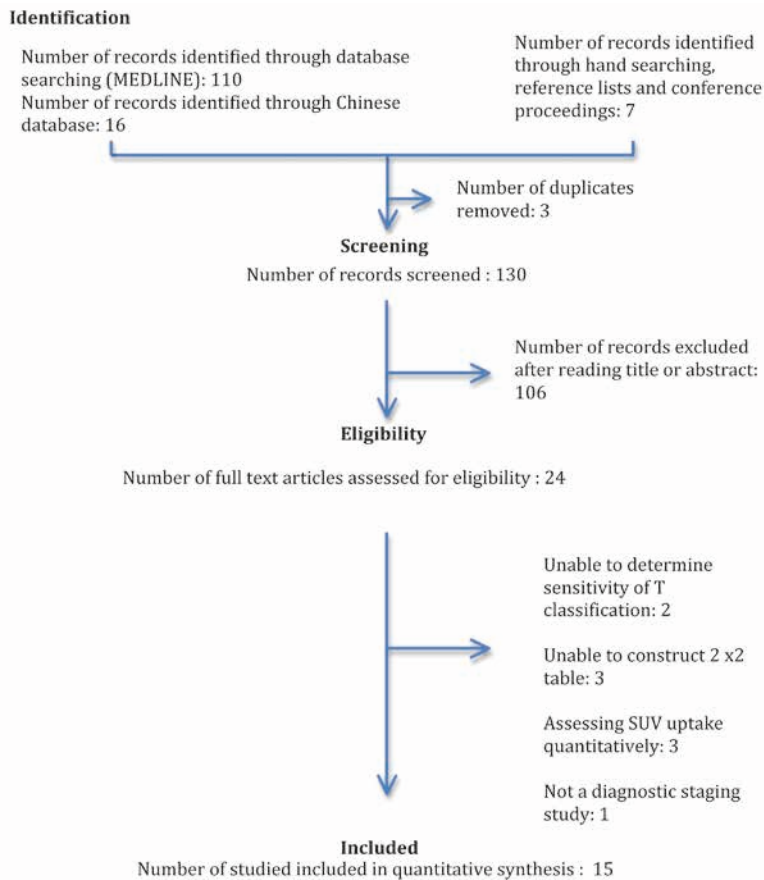 Identification
Number of records identified through database
searching (MEDLINE): 110
Number of records identified through Chinese
database: 16
Number of records identified
through hand searching,
reference lists and conference
proceedings: 7
Number of duplicates
removed: 3
Screening
Number of records screened : 130
Number of records excluded
after reading title or abstract:
106
Eligibility
Number of full text articles assessed for eligibility : 24
Unable to determine
sensitivity of T
classification: 2
Unable to construct 2 x2
table: 3
Assessing SUV uptake
quantitatively: 3
Not a diagnostic staging
study: 1
Included
Number of studied included in quantitative synthesis : 15